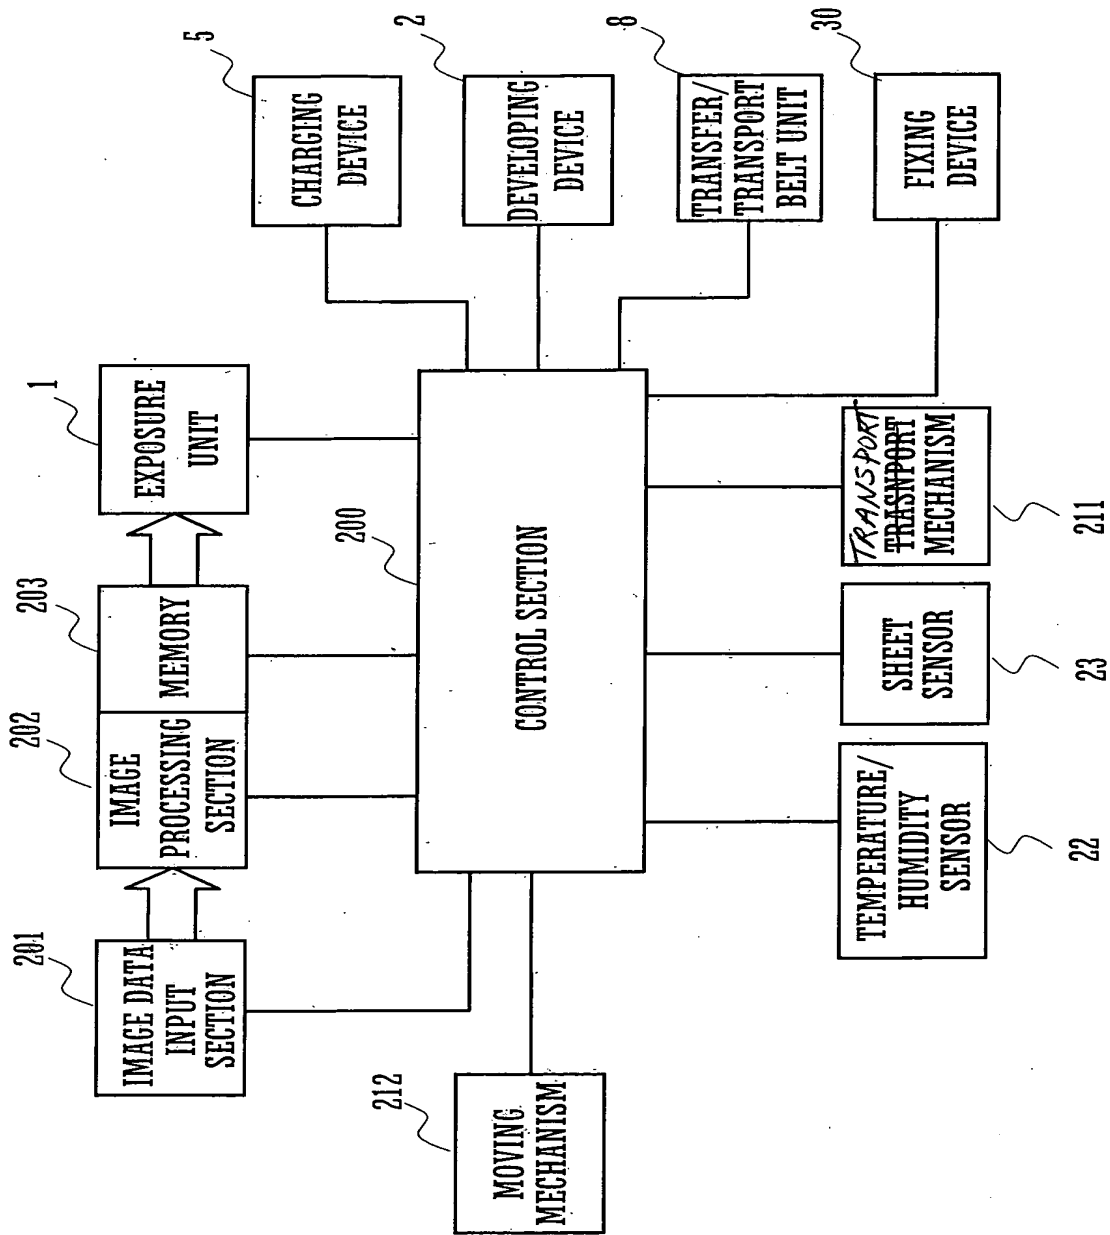 201
IMAGE DATA
INPUT
SECTION
202
IMAGE
PROCESSING
SECTION
203
MEMORY
1
EXPOSURE
UNIT
5
CHARGING
DEVICE
2
DEVELOPING
DEVICE
8
TRANSFER/
TRANSPORT
BELT UNIT
30
FIXING
DEVICE
200
CONTROL SECTION
212
MOVING
MECHANISM
TEMPERATURE/
HUMIDITY
SENSOR
22
SHEET
SENSOR
23
TRANSPORT
TRASNPORT
MECHANISM
211